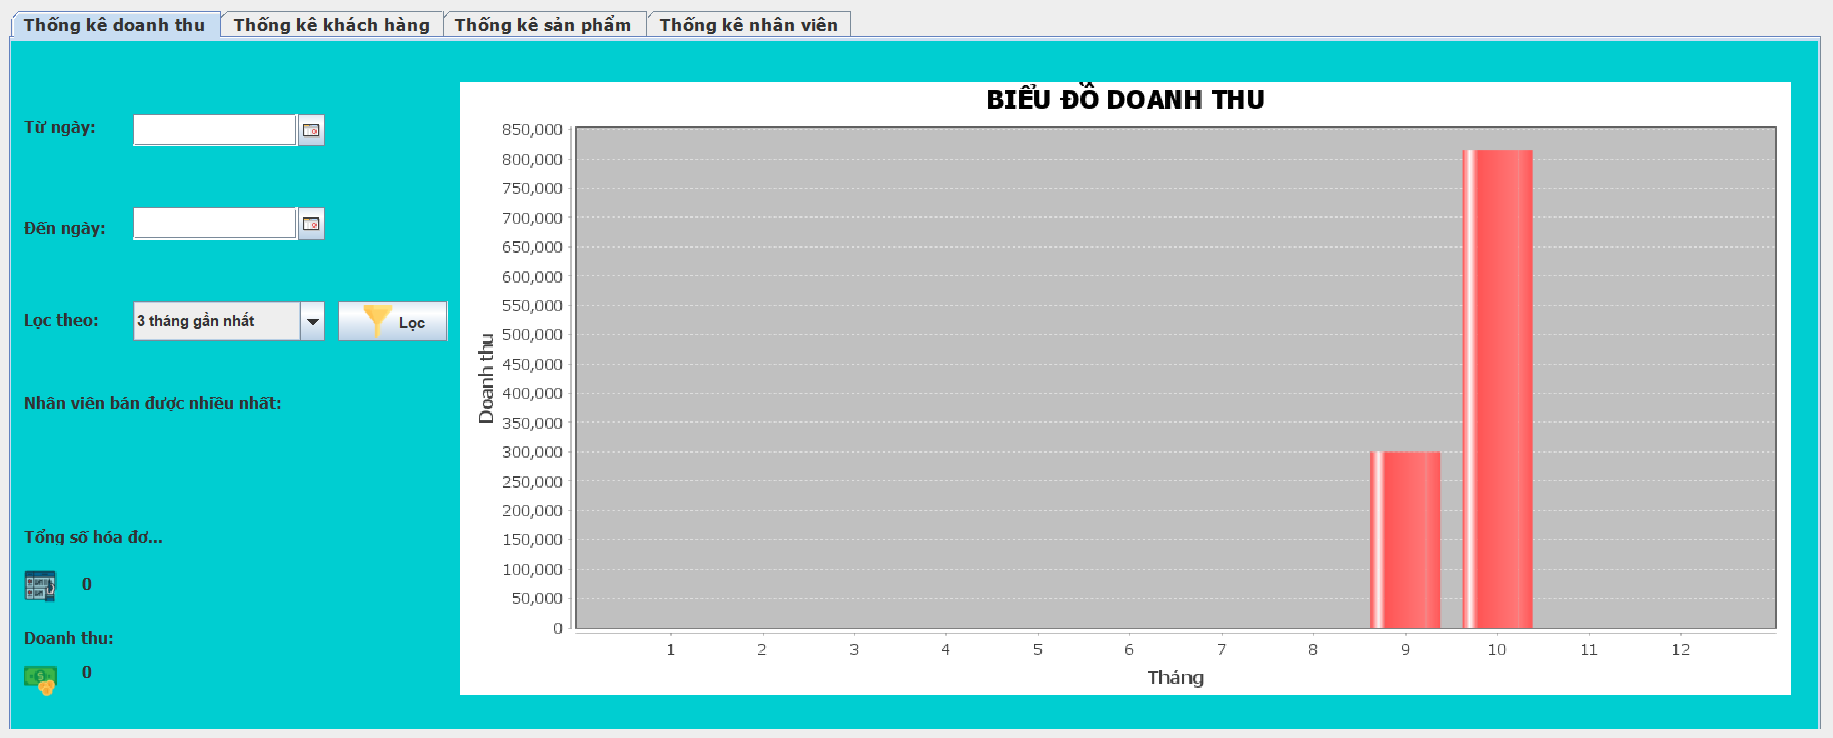 Thống kê doanh thu
Thống kê khách hàng
Thống kê sản phẩm
Thống kê nhân viên
Từ ngày:
Đến ngày:
Lọc theo:
3 tháng gần nhất
Lọc
Nhân viên bán được nhiều nhất:
Tổng số hóa đơ...
0
Doanh thu:
0
BIỂU ĐỒ DOANH THU
Doanh thu
850,000
800,000
750,000
700,000
650,000
600,000
550,000
500,000
450,000
400,000
350,000
300,000
250,000
200,000
150,000
100,000
50,000
0
1 2 3 4 5 6 7 8 9 10 11 12
Tháng